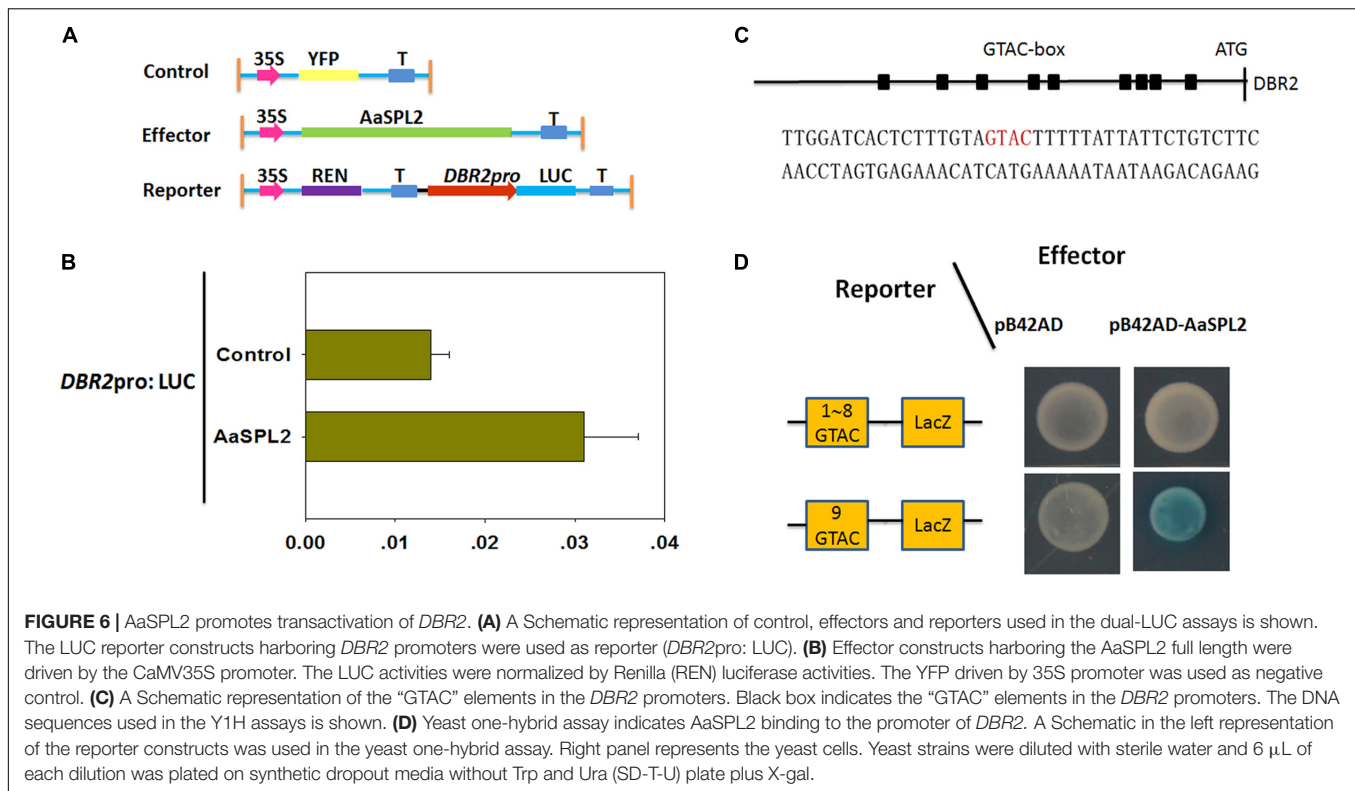 A
Control
35S
YFP
T
Effector
35S
AaSPL2
T
Reporter
35S
REN
T
DBR2pro
LUC
T
B
DBR2pro: LUC
Control
AaSPL2
0.00 .01 .02 .03 .04
C
GTAC-box
ATG
DBR2
TTGGATCACTCTTTGTAGTACTTTTTATTATTCTGTCTTC
AACCTAGTGAGAAACATCATGAAAAATAATAAGACAGAAG
D
Effector
Reporter
pB42AD pB42AD-AaSPL2
1~8
GTAC
LacZ
9
GTAC
LacZ
FIGURE 6 | AaSPL2 promotes transactivation of DBR2. (A) A Schematic representation of control, effectors and reporters used in the dual-LUC assays is shown.
The LUC reporter constructs harboring DBR2 promoters were used as reporter (DBR2pro: LUC). (B) Effector constructs harboring the AaSPL2 full length were
driven by the CaMV35S promoter. The LUC activities were normalized by Renilla (REN) luciferase activities. The YFP driven by 35S promoter was used as negative
control. (C) A Schematic representation of the “GTAC” elements in the DBR2 promoters. Black box indicates the “GTAC” elements in the DBR2 promoters. The DNA
sequences used in the Y1H assays is shown. (D) Yeast one-hybrid assay indicates AaSPL2 binding to the promoter of DBR2. A Schematic in the left representation
of the reporter constructs was used in the yeast one-hybrid assay. Right panel represents the yeast cells. Yeast strains were diluted with sterile water and 6 μL of
each dilution was plated on synthetic dropout media without Trp and Ura (SD-T-U) plate plus X-gal.